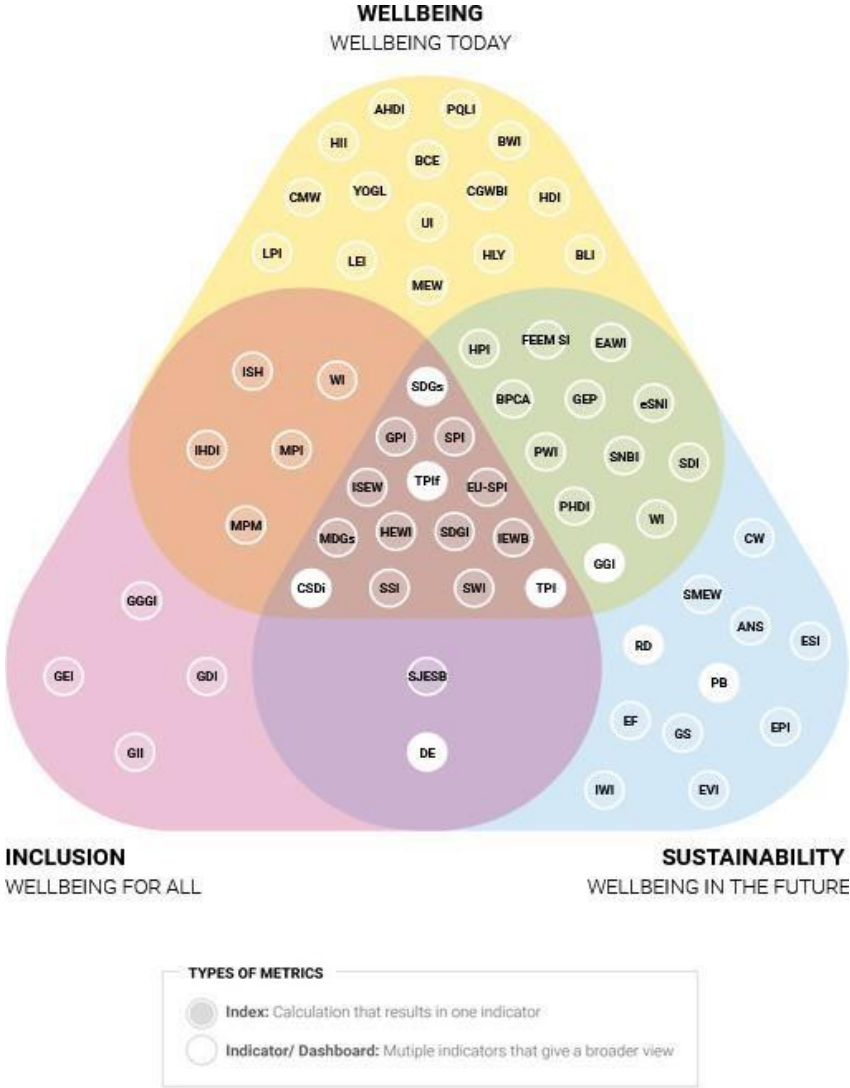 WELLBEING
WELLBEING TODAY
AHDI
PQLI
HII
BWI
BCE
CMW
YOGL
CGWBI
HDI
UI
LPI
LEI
HLY
BLI
MEW
HPI
FEEM SI
EAWI
ISH
WI
SDGs
BPCA
GEP
eSNI
GPI
SPI
IHDI
MPI
PWI
SNBI
SDI
ISEW
TPIf
EU-SPI
PHDI
WI
MPM
MDGs
HEWI
SDGI
IEWB
CW
GGI
CSDi
SSI
SWI
TPI
SMEW
GGGI
ANS
ESI
RD
GEI
GDI
SJESB
PB
EF
GS
EPI
GII
DE
IWI
EVI
INCLUSION
WELLBEING FOR ALL
SUSTAINABILITY
WELLBEING IN THE FUTURE
TYPES OF METRICS
Index: Calculation that results in one indicator
Indicator/ Dashboard: Mutiple indicators that give a broader view